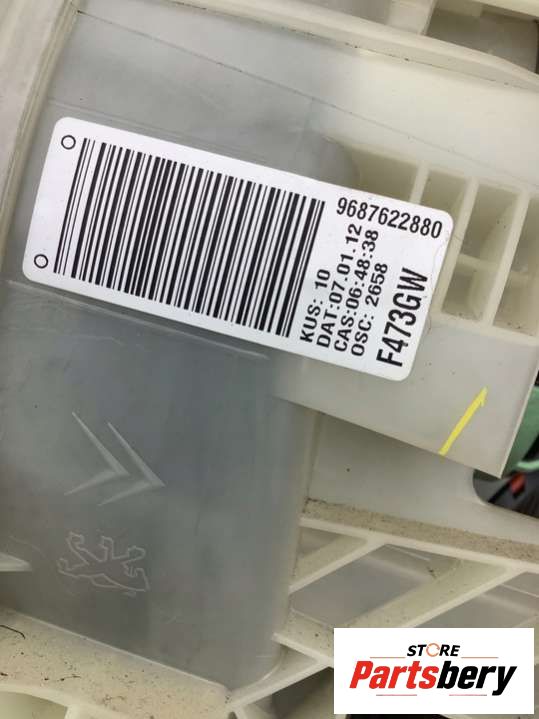 9687622880
KUS: 10
DAT:07.01.12
CAS:06:48:38
OSC: 2658
F473GW
STORE
Partsbery